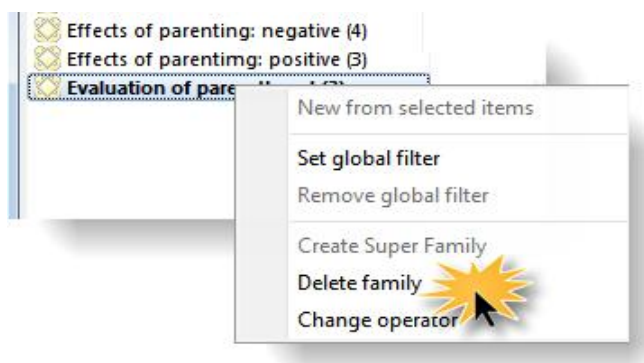 Effects of parenting: negative (4)
Effects of parentimg: positive (3)
Evaluation of pare
New from selected items
Set global filter
Remove global filter
Create Super Family
Delete family
Change operator